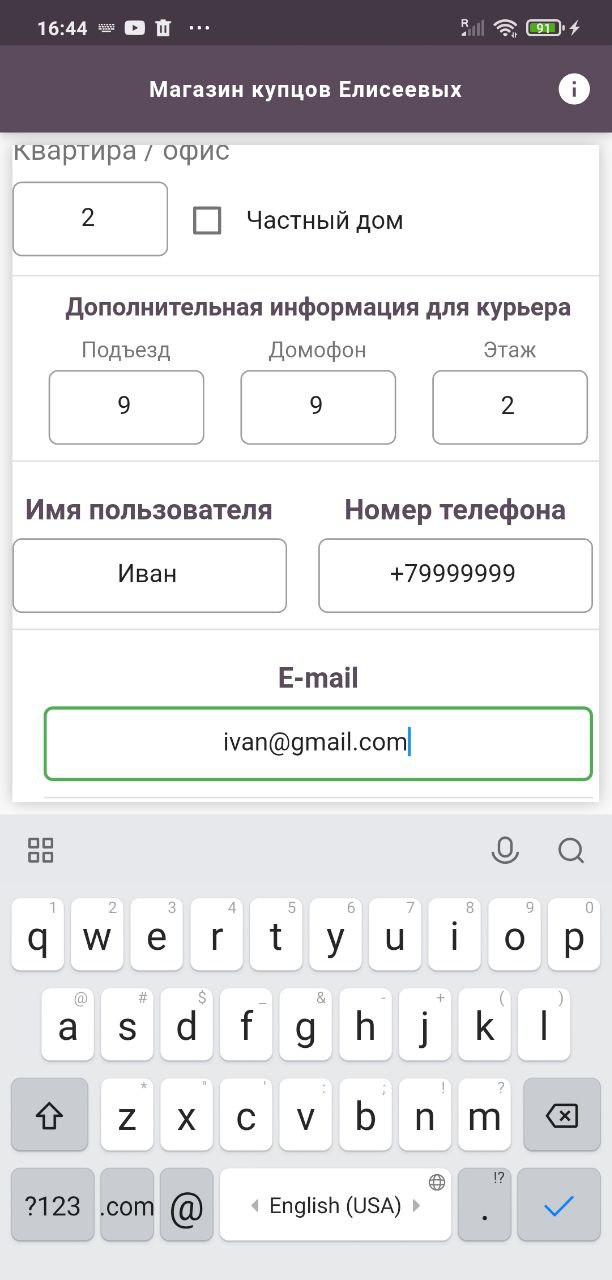 16:44 ... R 91
Магазин купцов Елисеевых i
Квартира / офис
2 Частный дом
Дополнительная информация для курьера
Подъезд Домофон Этаж
9 9 2
Имя пользователя Номер телефона
Иван +79999999
E-mail
ivan@gmail.com
1 2 3 4 5 6 7 8 9 0
q w e r t y u i o p
@ # $ _ & - + ( )
a s d f g h j k l
* " ' : ; ! ?
z x c v b n m
!?
?123 .com @ English (USA) .